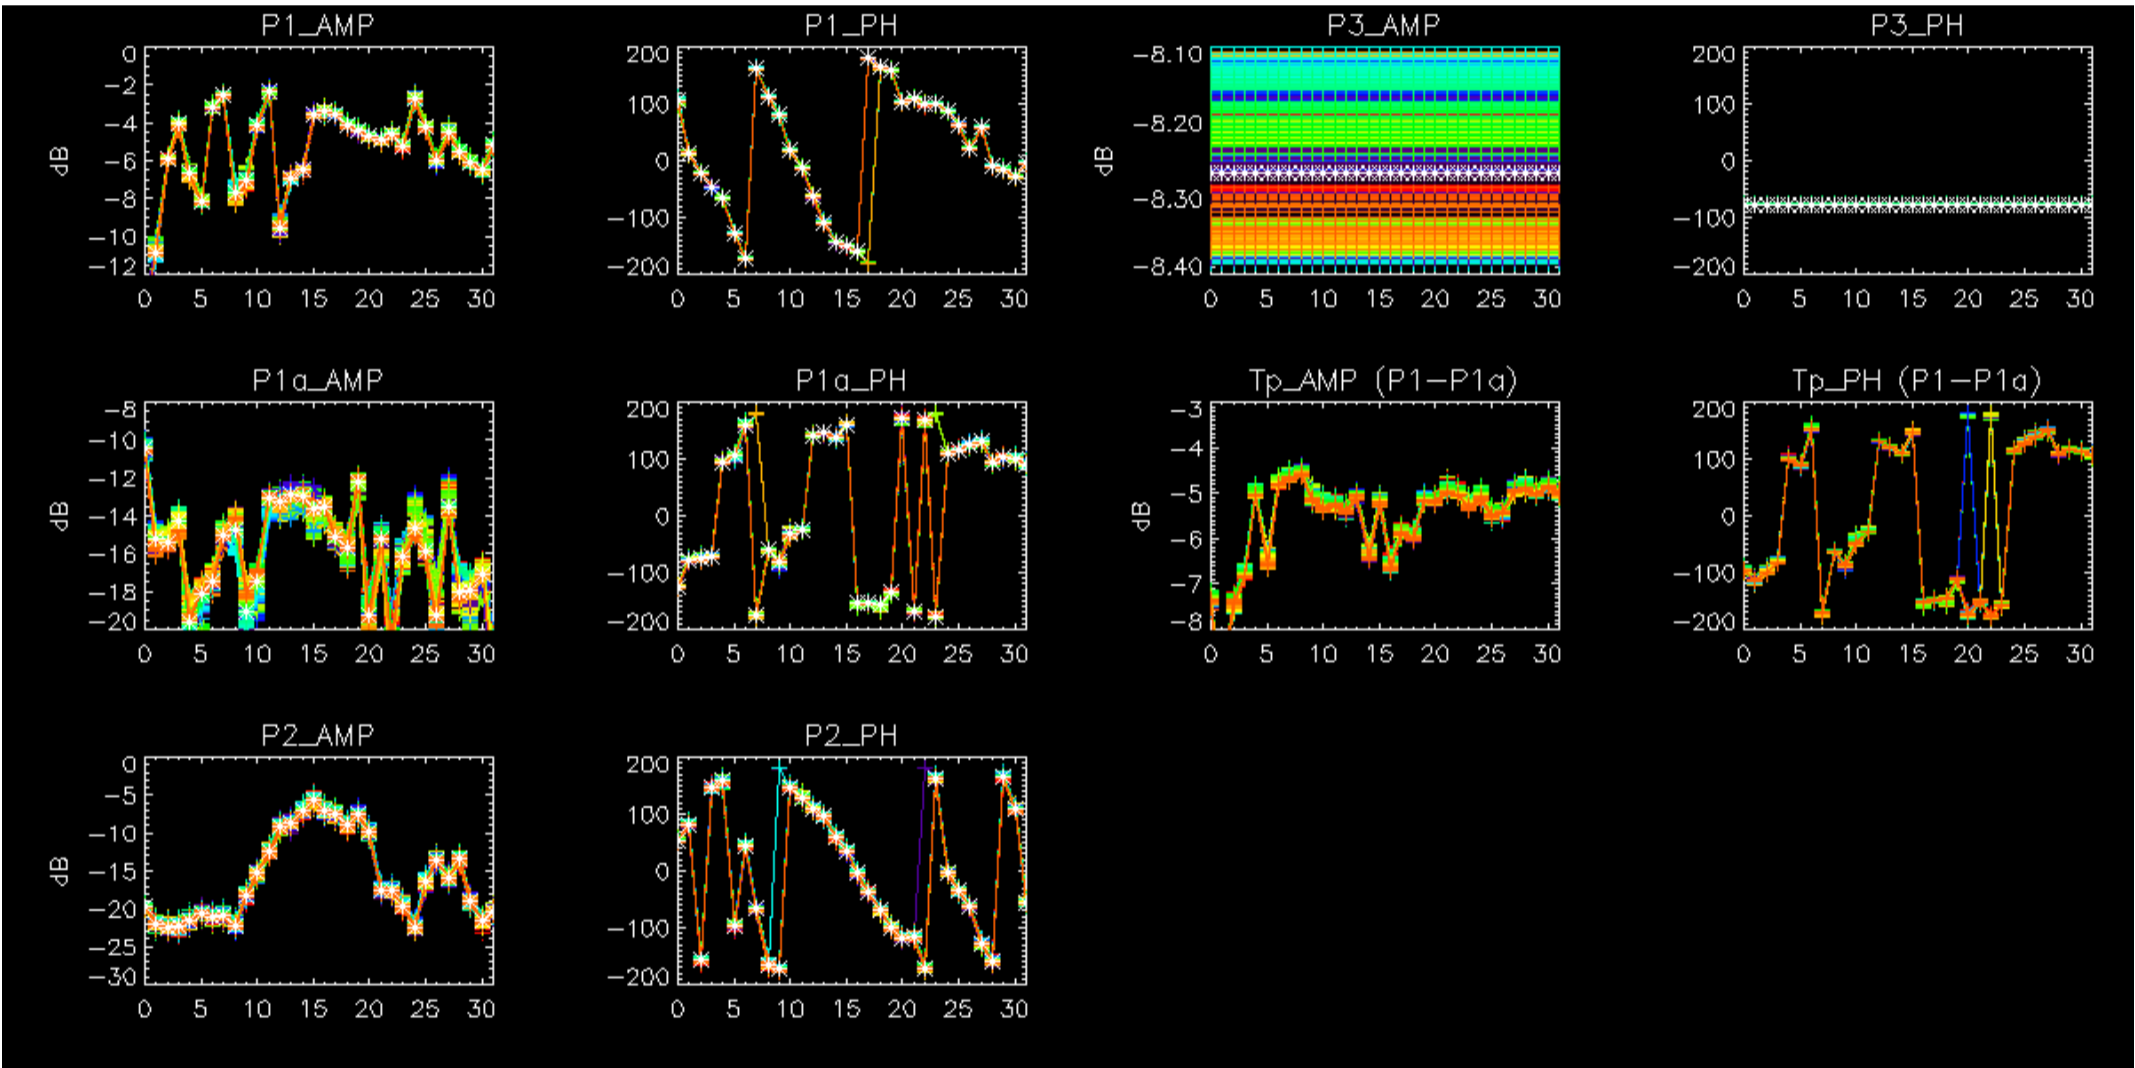 P1_AMP
P1_PH
P3_AMP
P3_PH
dB
0
-2
-4
-6
-8
-10
-12
0 5 10 15 20 25 30
200
100
0
-100
-200
0 5 10 15 20 25 30
dB
-8.10
-8.20
-8.30
-8.40
0 5 10 15 20 25 30
200
100
0
-100
-200
0 5 10 15 20 25 30
P1a_AMP
P1a_PH
Tp_AMP (P1-P1a)
Tp_PH (P1-P1a)
dB
-8
-10
-12
-14
-16
-18
-20
0 5 10 15 20 25 30
200
100
0
-100
-200
0 5 10 15 20 25 30
dB
-3
-4
-5
-6
-7
-8
0 5 10 15 20 25 30
200
100
0
-100
-200
0 5 10 15 20 25 30
P2_AMP
P2_PH
dB
0
-5
-10
-15
-20
-25
-30
0 5 10 15 20 25 30
200
100
0
-100
-200
0 5 10 15 20 25 30